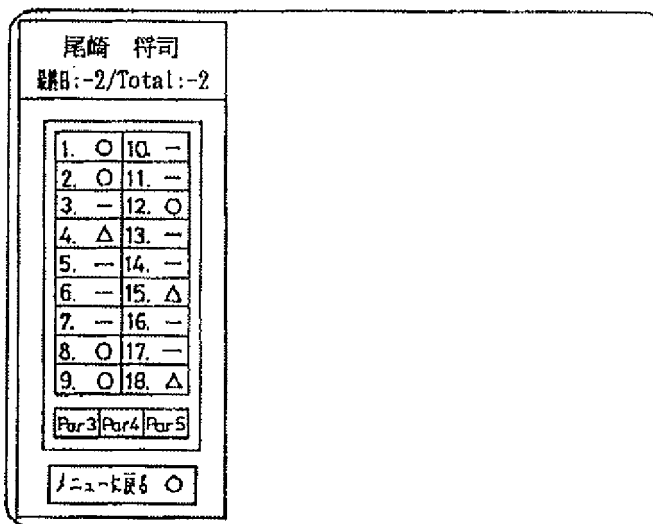 尾崎 将司
最終日:-2/Total:-2
1. ○ 10. －
2. ○ 11. －
3. － 12. ○
4. △ 13. －
5. － 14. －
6. － 15. △
7. － 16. －
8. ○ 17. －
9. ○ 18. △
Par3 Par4 Par5
メニューに戻る ○